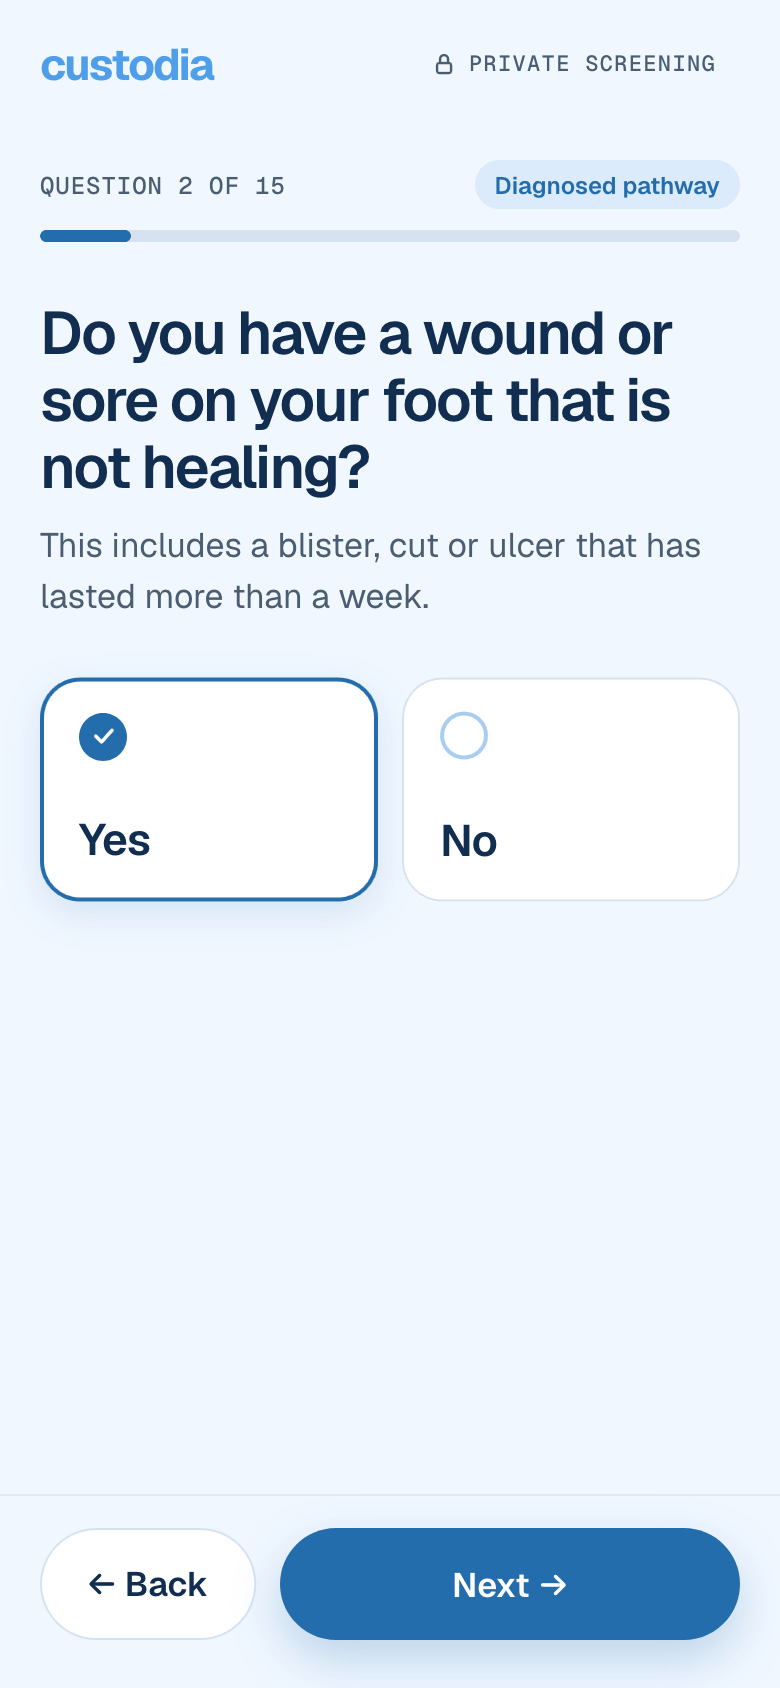 custodia
PRIVATE SCREENING
QUESTION 2 OF 15
Diagnosed pathway
Do you have a wound or
sore on your foot that is
not healing?
This includes a blister, cut or ulcer that has
lasted more than a week.
Yes
No
← Back
Next →